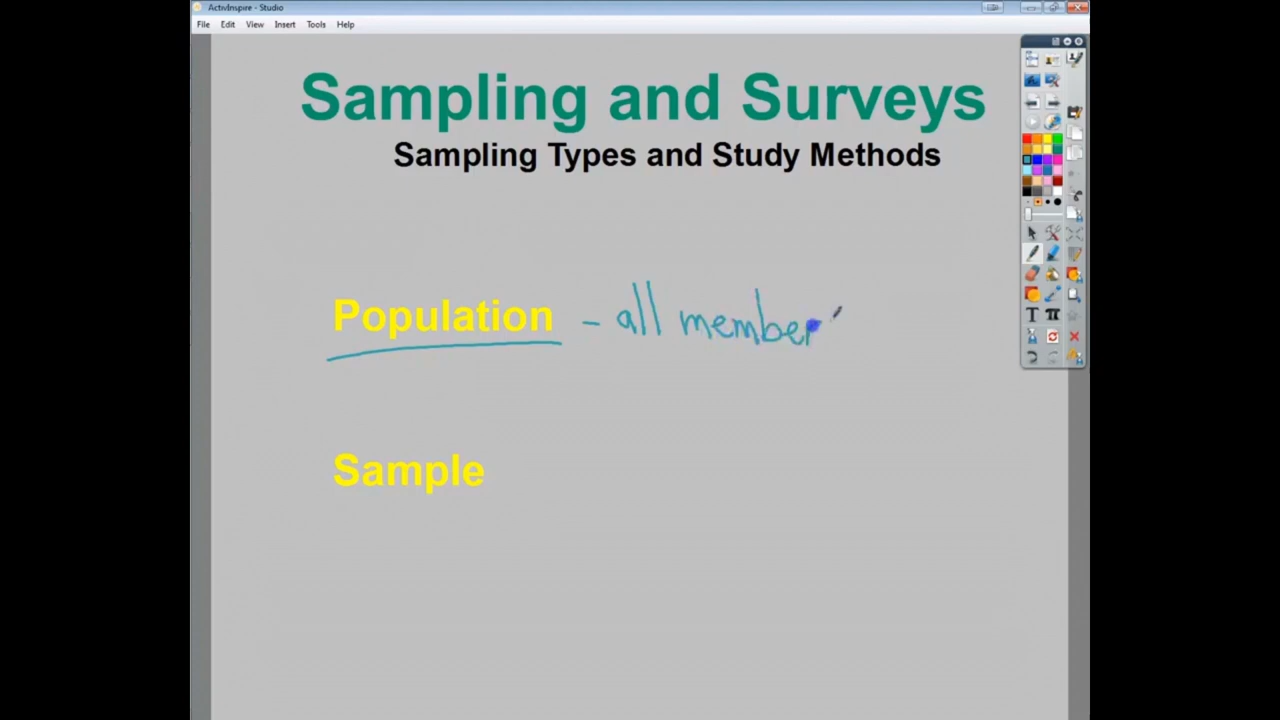 ActivInspire - Studio
File Edit View Insert Tools Help
Sampling and Surveys
Sampling Types and Study Methods
Population - all member
Sample